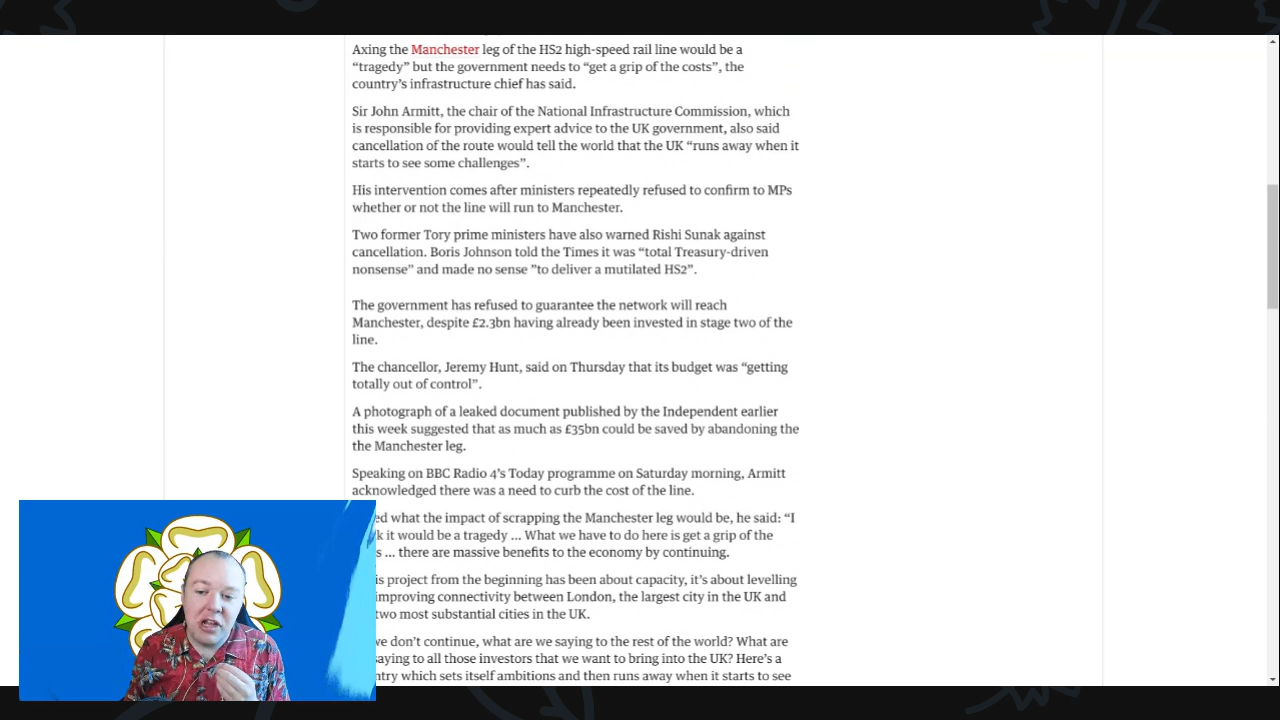 Axing the Manchester leg of the HS2 high-speed rail line would be a
“tragedy” but the government needs to “get a grip of the costs”, the
country’s infrastructure chief has said.
Sir John Armitt, the chair of the National Infrastructure Commission, which
is responsible for providing expert advice to the UK government, also said
cancellation of the route would tell the world that the UK “runs away when it
starts to see some challenges”.
His intervention comes after ministers repeatedly refused to confirm to MPs
whether or not the line will run to Manchester.
Two former Tory prime ministers have also warned Rishi Sunak against
cancellation. Boris Johnson told the Times it was “total Treasury-driven
nonsense” and made no sense ”to deliver a mutilated HS2”.
The government has refused to guarantee the network will reach
Manchester, despite £2.3bn having already been invested in stage two of the
line.
The chancellor, Jeremy Hunt, said on Thursday that its budget was “getting
totally out of control”.
A photograph of a leaked document published by the Independent earlier
this week suggested that as much as £35bn could be saved by abandoning the
the Manchester leg.
Speaking on BBC Radio 4’s Today programme on Saturday morning, Armitt
acknowledged there was a need to curb the cost of the line.
what the impact of scrapping the Manchester leg would be, he said: “I
it would be a tragedy ... What we have to do here is get a grip of the
... there are massive benefits to the economy by continuing.
project from the beginning has been about capacity, it’s about levelling
improving connectivity between London, the largest city in the UK and
two most substantial cities in the UK.
we don’t continue, what are we saying to the rest of the world? What are
saying to all those investors that we want to bring into the UK? Here’s a
which sets itself ambitions and then runs away when it starts to see